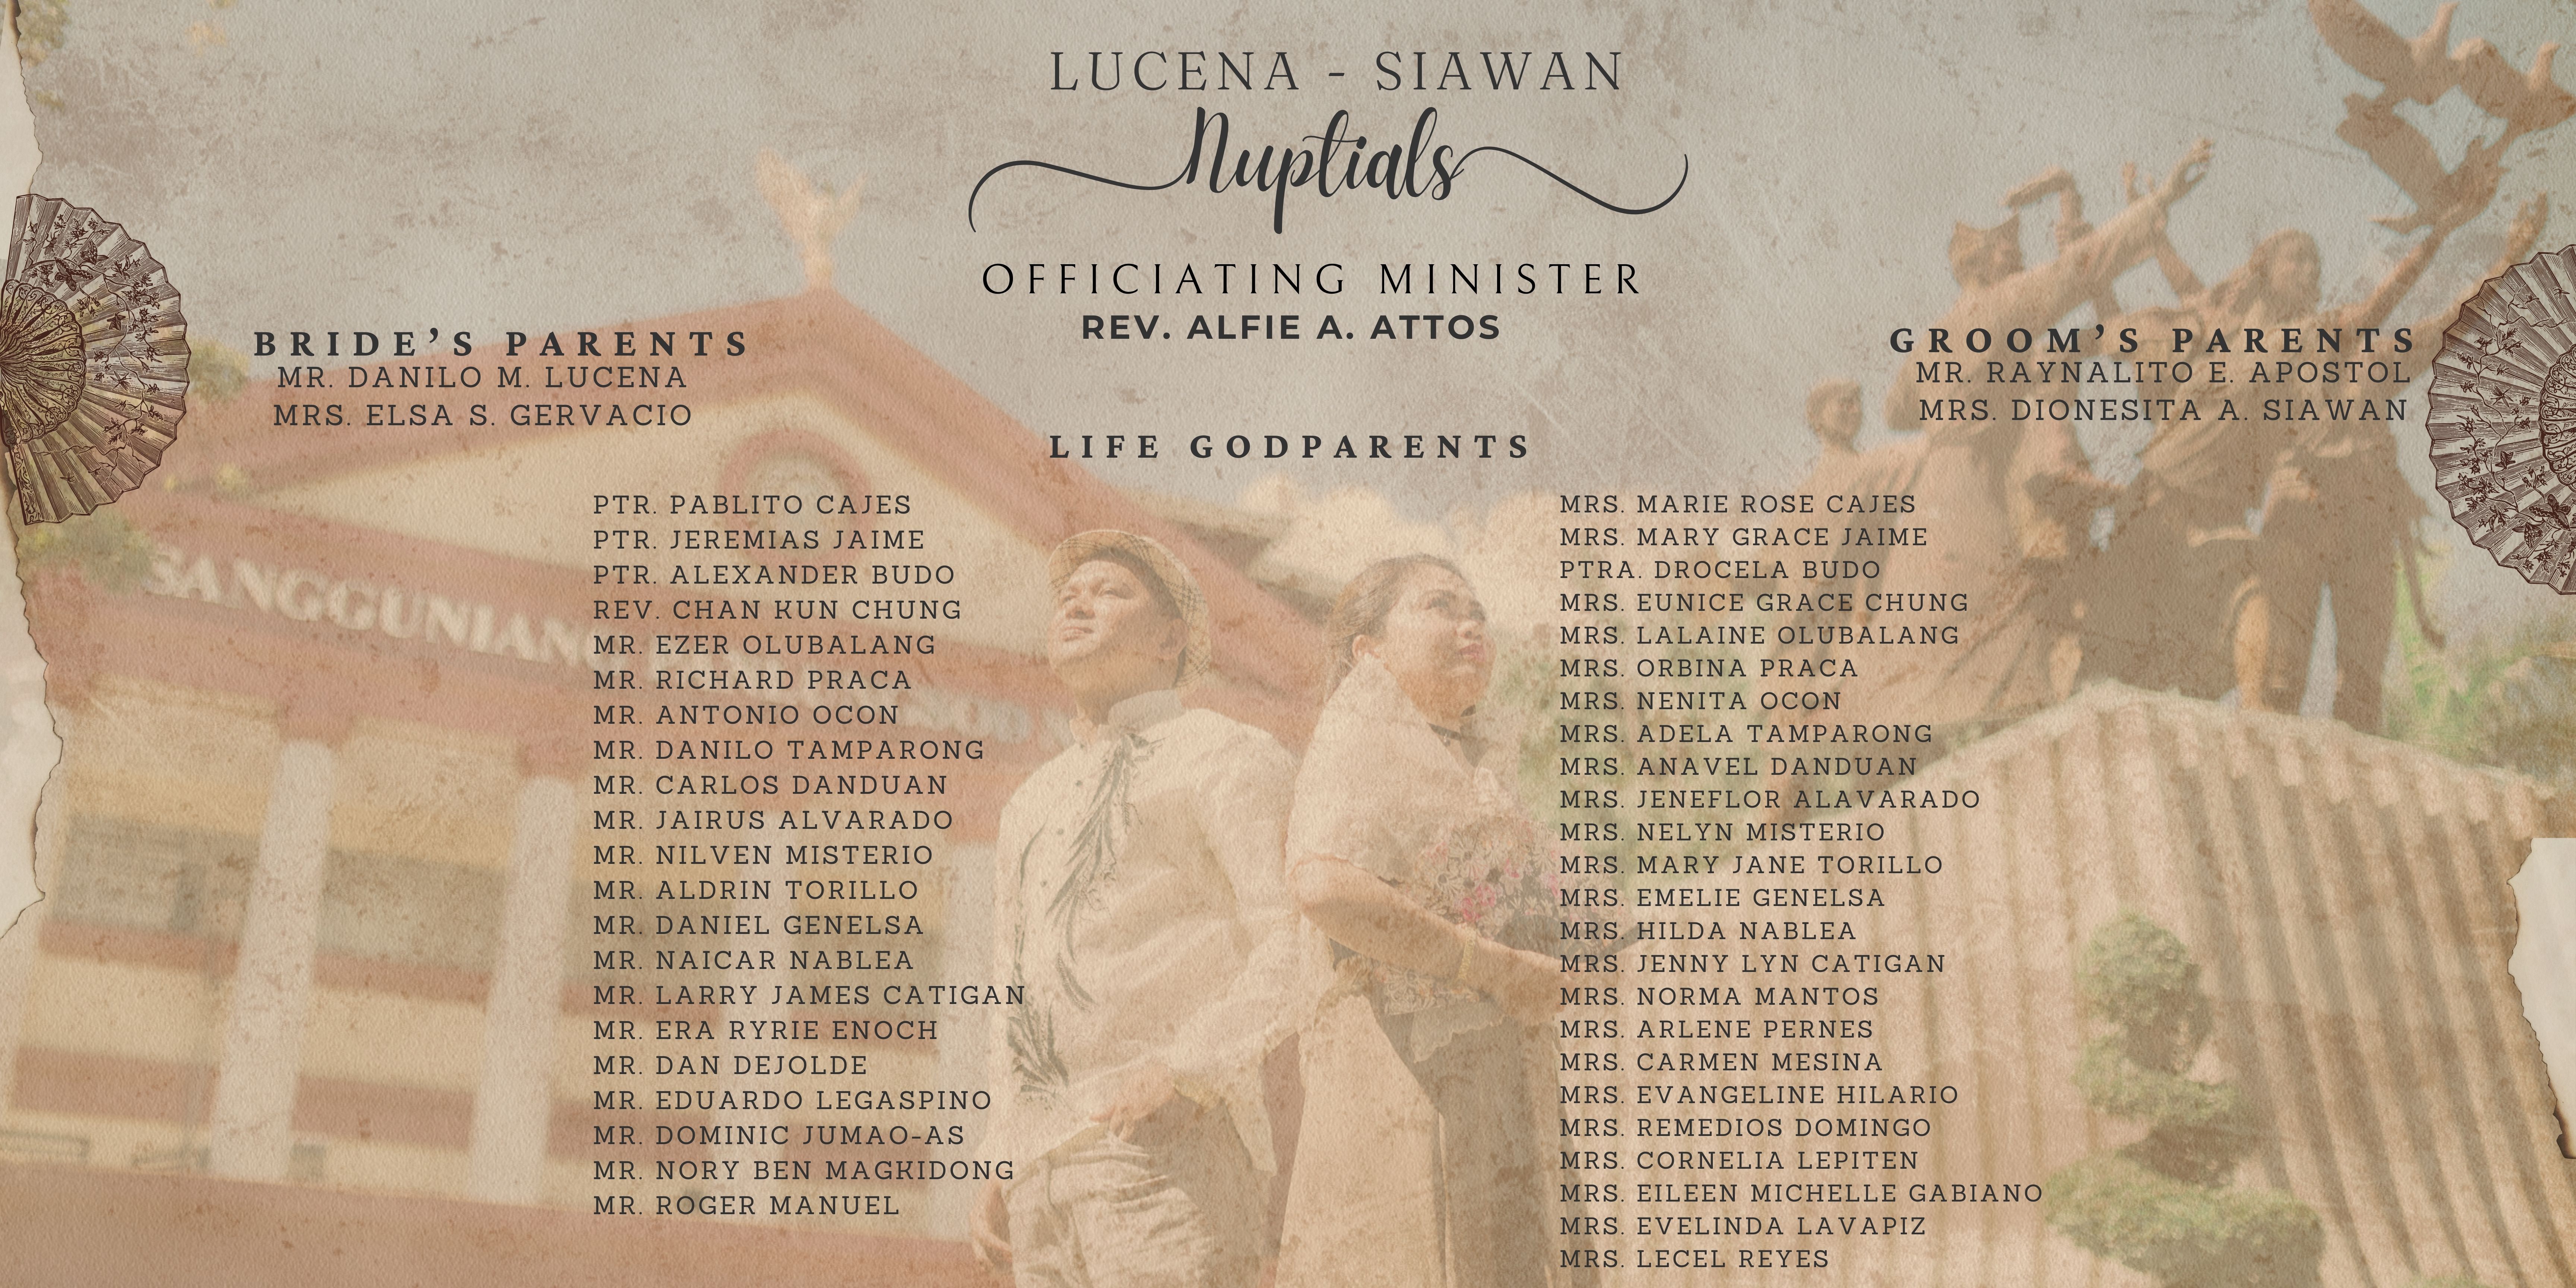 LUCENA - SIAWAN
Nuptials
OFFICIATING MINISTER
REV. ALFIE A. ATTOS
BRIDE'S PARENTS
MR. DANILO M. LUCENA
MRS. ELSA S. GERVACIO
GROOM'S PARENTS
MR. RAYNALITO E. APOSTOL
MRS. DIONESITA A. SIAWAN
LIFE GODPARENTS
PTR. PABLITO CAJES
PTR. JEREMIAS JAIME
PTR. ALEXANDER BUDO
REV. CHAN KUN CHUNG
MR. EZER OLUBALANG
MR. RICHARD PRACA
MR. ANTONIO OCON
MR. DANILO TAMPARONG
MR. CARLOS DANDUAN
MR. JAIRUS ALVARADO
MR. NILVEN MISTERIO
MR. ALDRIN TORILLO
MR. DANIEL GENELSA
MR. NAICAR NABLEA
MR. LARRY JAMES CATIGAN
MR. ERA RYRIE ENOCH
MR. DAN DEJOLDE
MR. EDUARDO LEGASPINO
MR. DOMINIC JUMAO-AS
MR. NORY BEN MAGKIDONG
MR. ROGER MANUEL
MRS. MARIE ROSE CAJES
MRS. MARY GRACE JAIME
PTRA. DROCELA BUDO
MRS. EUNICE GRACE CHUNG
MRS. LALAINE OLUBALANG
MRS. ORBINA PRACA
MRS. NENITA OCON
MRS. ADELA TAMPARONG
MRS. ANAVEL DANDUAN
MRS. JENEFLOR ALAVARADO
MRS. NELYN MISTERIO
MRS. MARY JANE TORILLO
MRS. EMELIE GENELSA
MRS. HILDA NABLEA
MRS. JENNY LYN CATIGAN
MRS. NORMA MANTOS
MRS. ARLENE PERNES
MRS. CARMEN MESINA
MRS. EVANGELINE HILARIO
MRS. REMEDIOS DOMINGO
MRS. CORNELIA LEPITEN
MRS. EILEEN MICHELLE GABIANO
MRS. EVELINDA LAVAPIZ
MRS. LECEL REYES
SANGGUNIANG